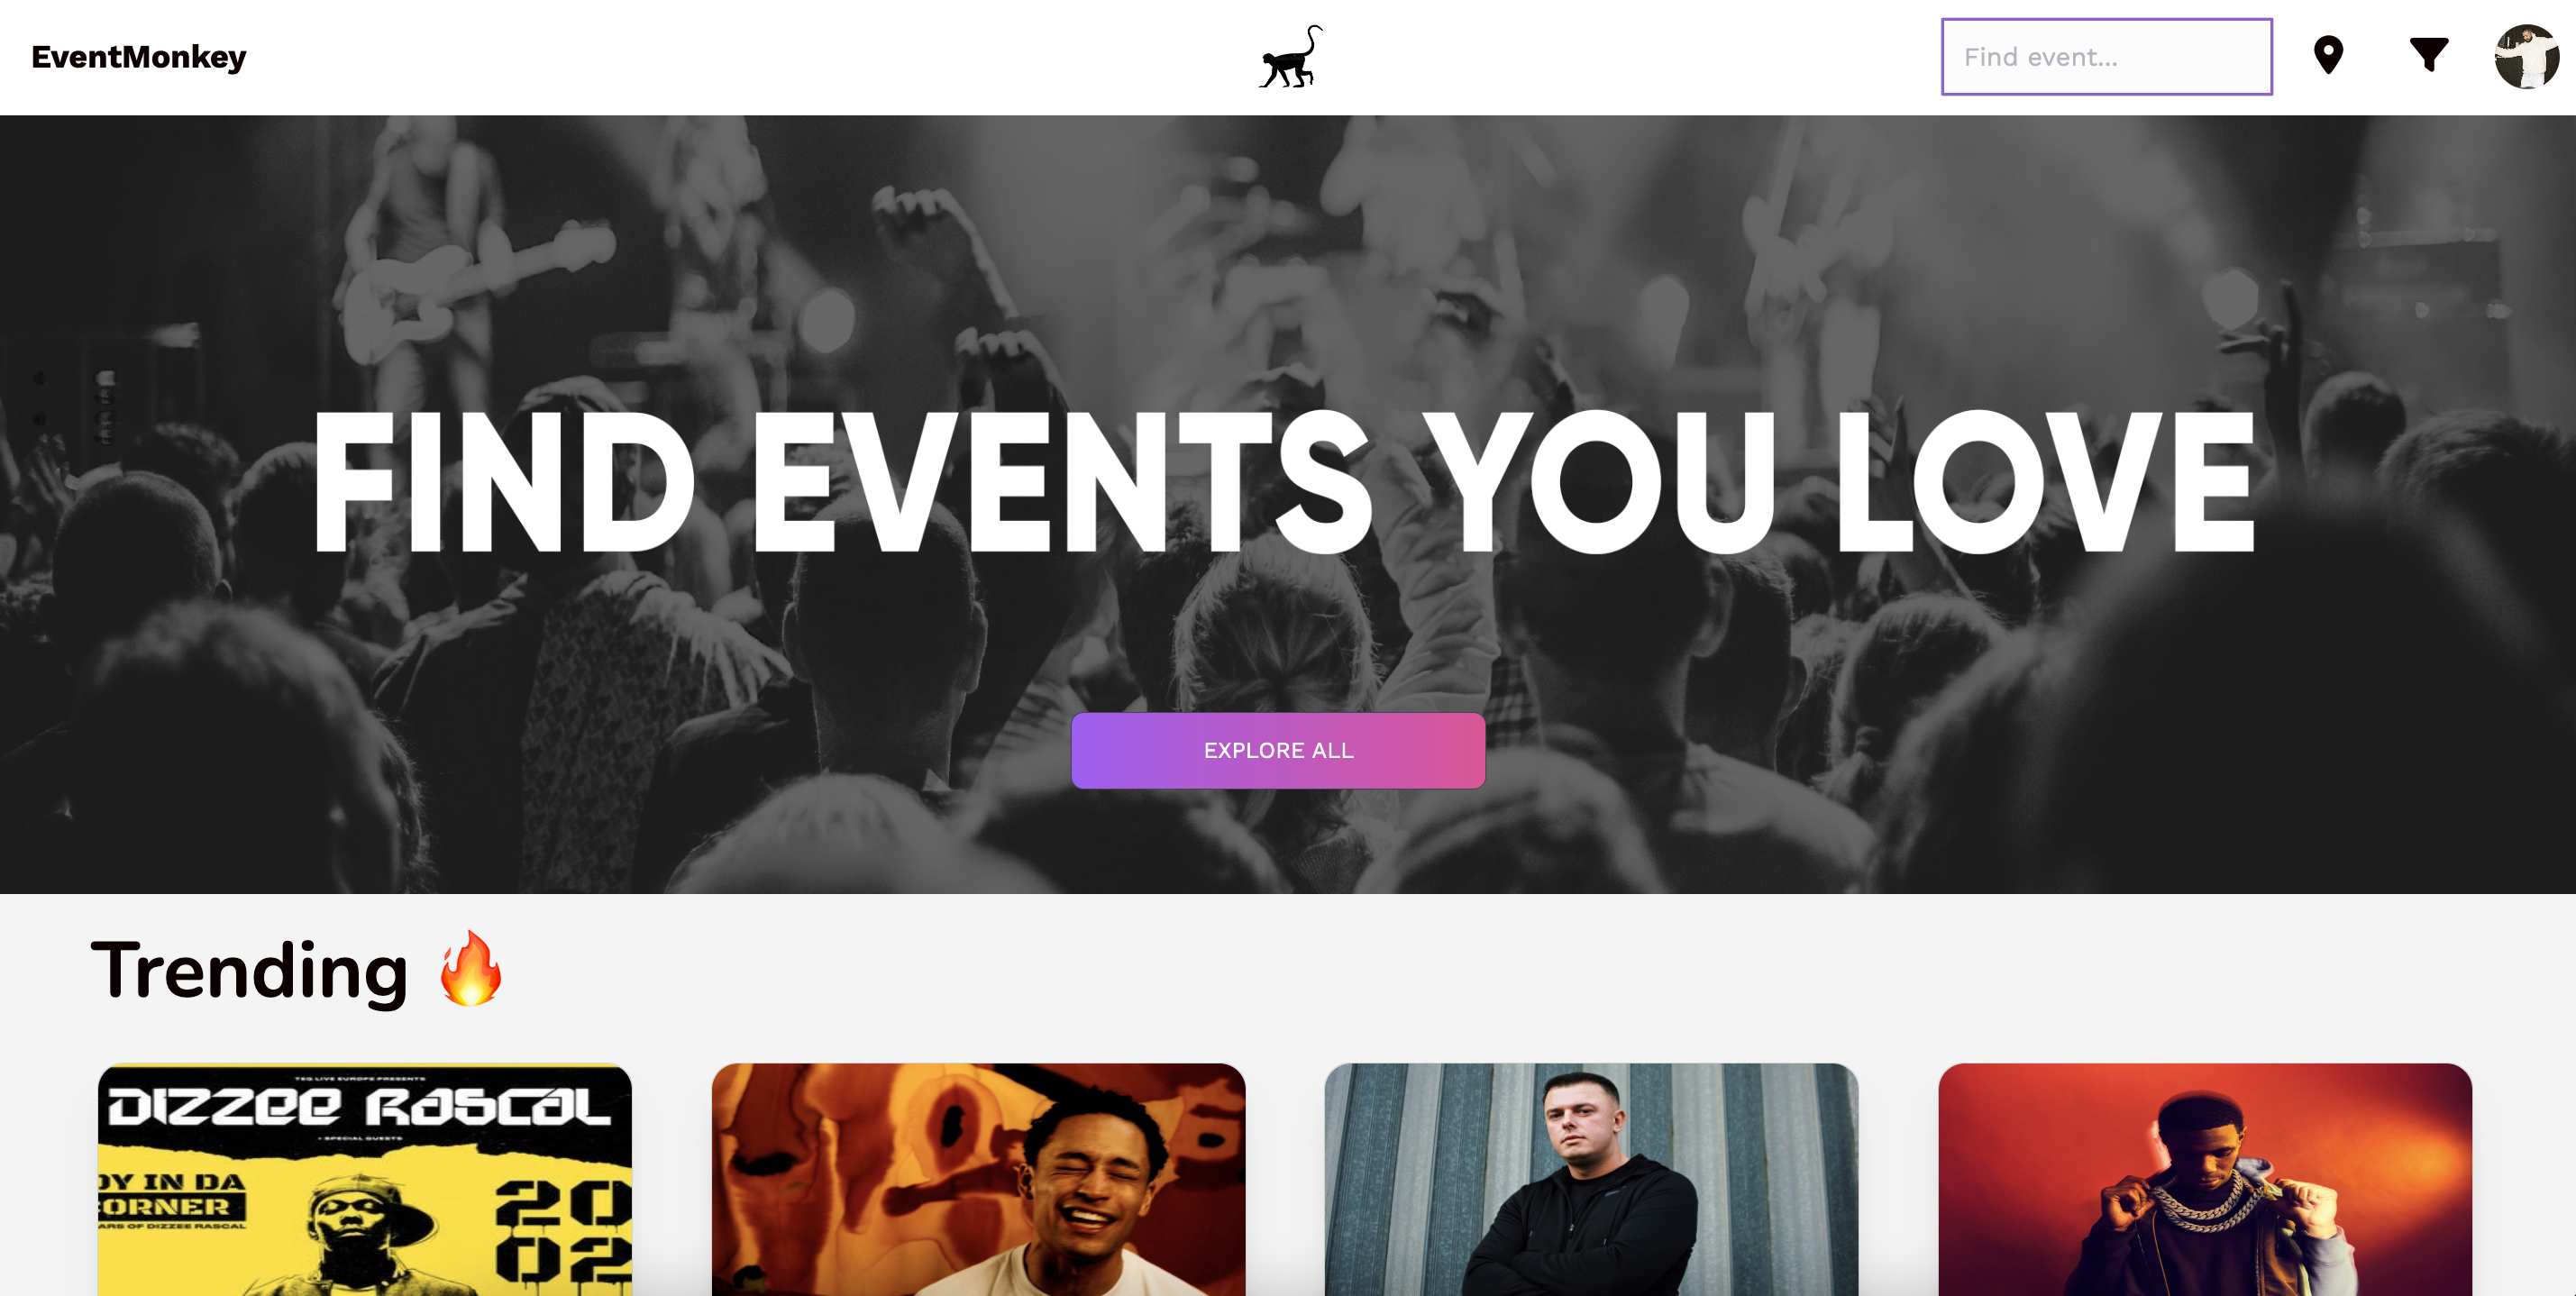 EventMonkey
Find event...
FIND EVENTS YOU LOVE
EXPLORE ALL
Trending 🔥
TEG LIVE EUROPE PRESENTS
DIZZEE RASCAL
+ SPECIAL GUESTS
OY IN DA
CORNER
ARS OF DIZZEE RASCAL
20
02